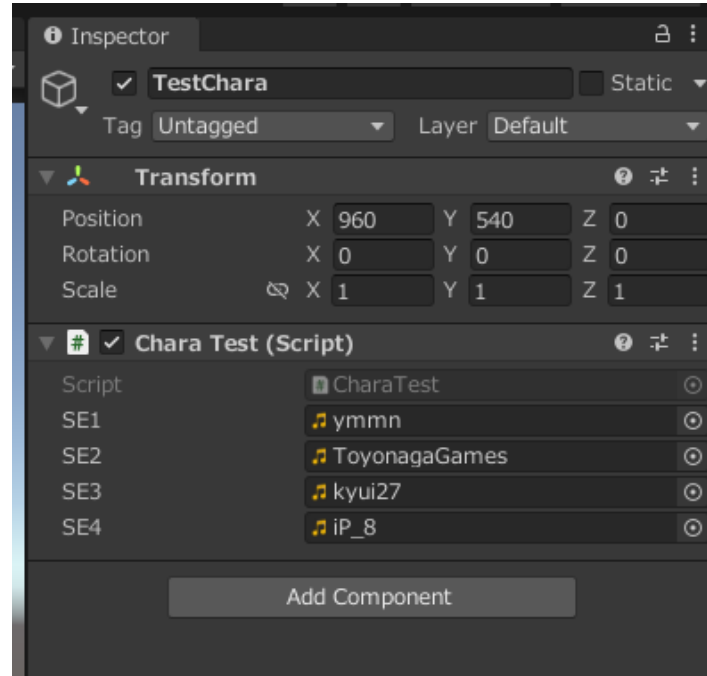 Inspector
TestChara Static
Tag Untagged Layer Default
Transform
Position X 960 Y 540 Z 0
Rotation X 0 Y 0 Z 0
Scale X 1 Y 1 Z 1
# Chara Test (Script)
Script # CharaTest
SE1 ymmn
SE2 ToyonagaGames
SE3 kyui27
SE4 iP_8
Add Component